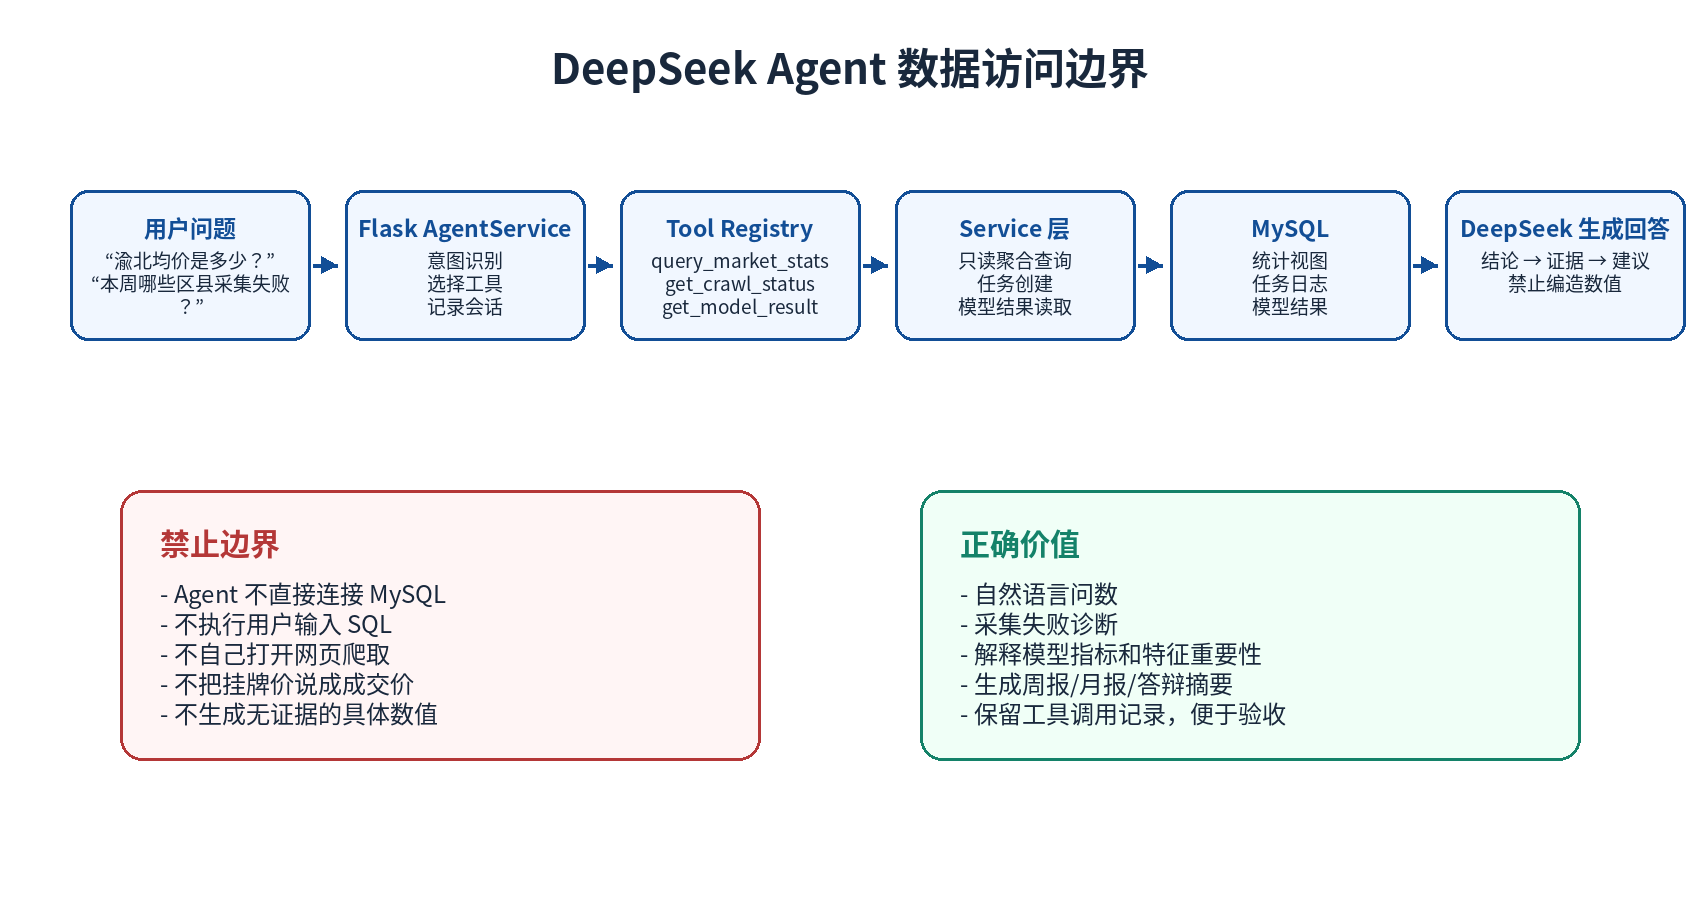 DeepSeek Agent 数据访问边界
用户问题
“渝北均价是多少？”
“本周哪些区县采集失败
？”
Flask AgentService
意图识别
选择工具
记录会话
Tool Registry
query_market_stats
get_crawl_status
get_model_result
Service 层
只读聚合查询
任务创建
模型结果读取
MySQL
统计视图
任务日志
模型结果
DeepSeek 生成回答
结论 → 证据 → 建议
禁止编造数值
禁止边界
- Agent 不直接连接 MySQL
- 不执行用户输入 SQL
- 不自己打开网页爬取
- 不把挂牌价说成成交价
- 不生成无证据的具体数值
正确价值
- 自然语言问数
- 采集失败诊断
- 解释模型指标和特征重要性
- 生成周报/月报/答辩摘要
- 保留工具调用记录，便于验收